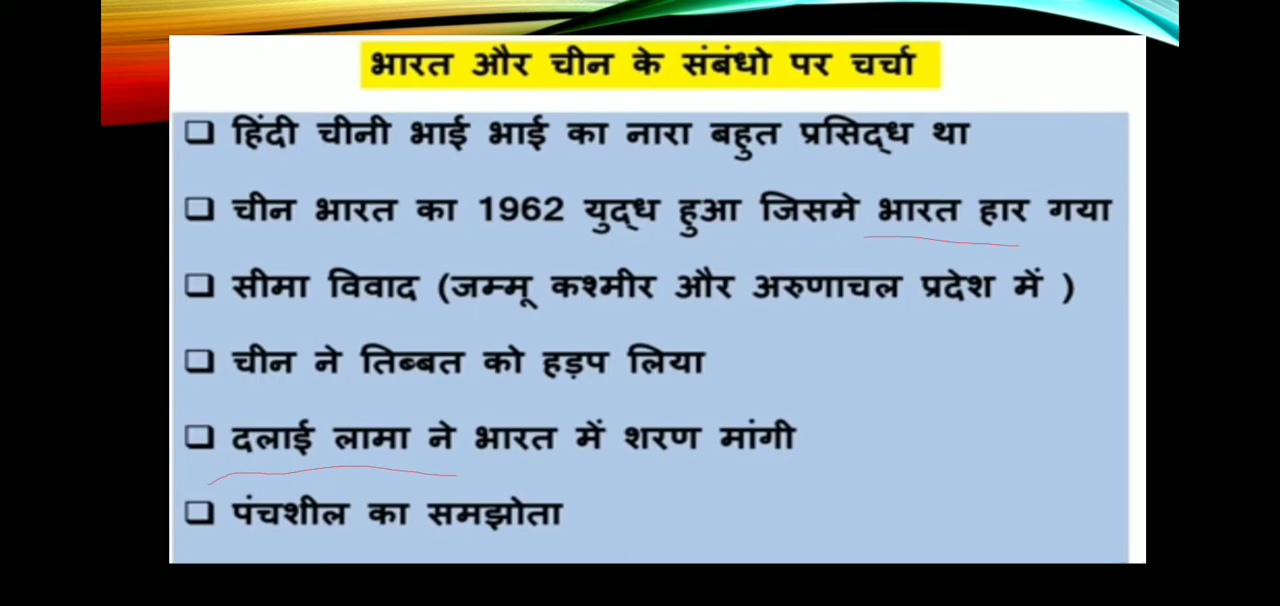 भारत और चीन के संबंधो पर चर्चा
हिंदी चीनी भाई भाई का नारा बहुत प्रसिद्ध था
चीन भारत का 1962 युद्ध हुआ जिसमे भारत हार गया
सीमा विवाद (जम्मू कश्मीर और अरुणाचल प्रदेश में )
चीन ने तिब्बत को हड़प लिया
दलाई लामा ने भारत में शरण मांगी
पंचशील का समझोता